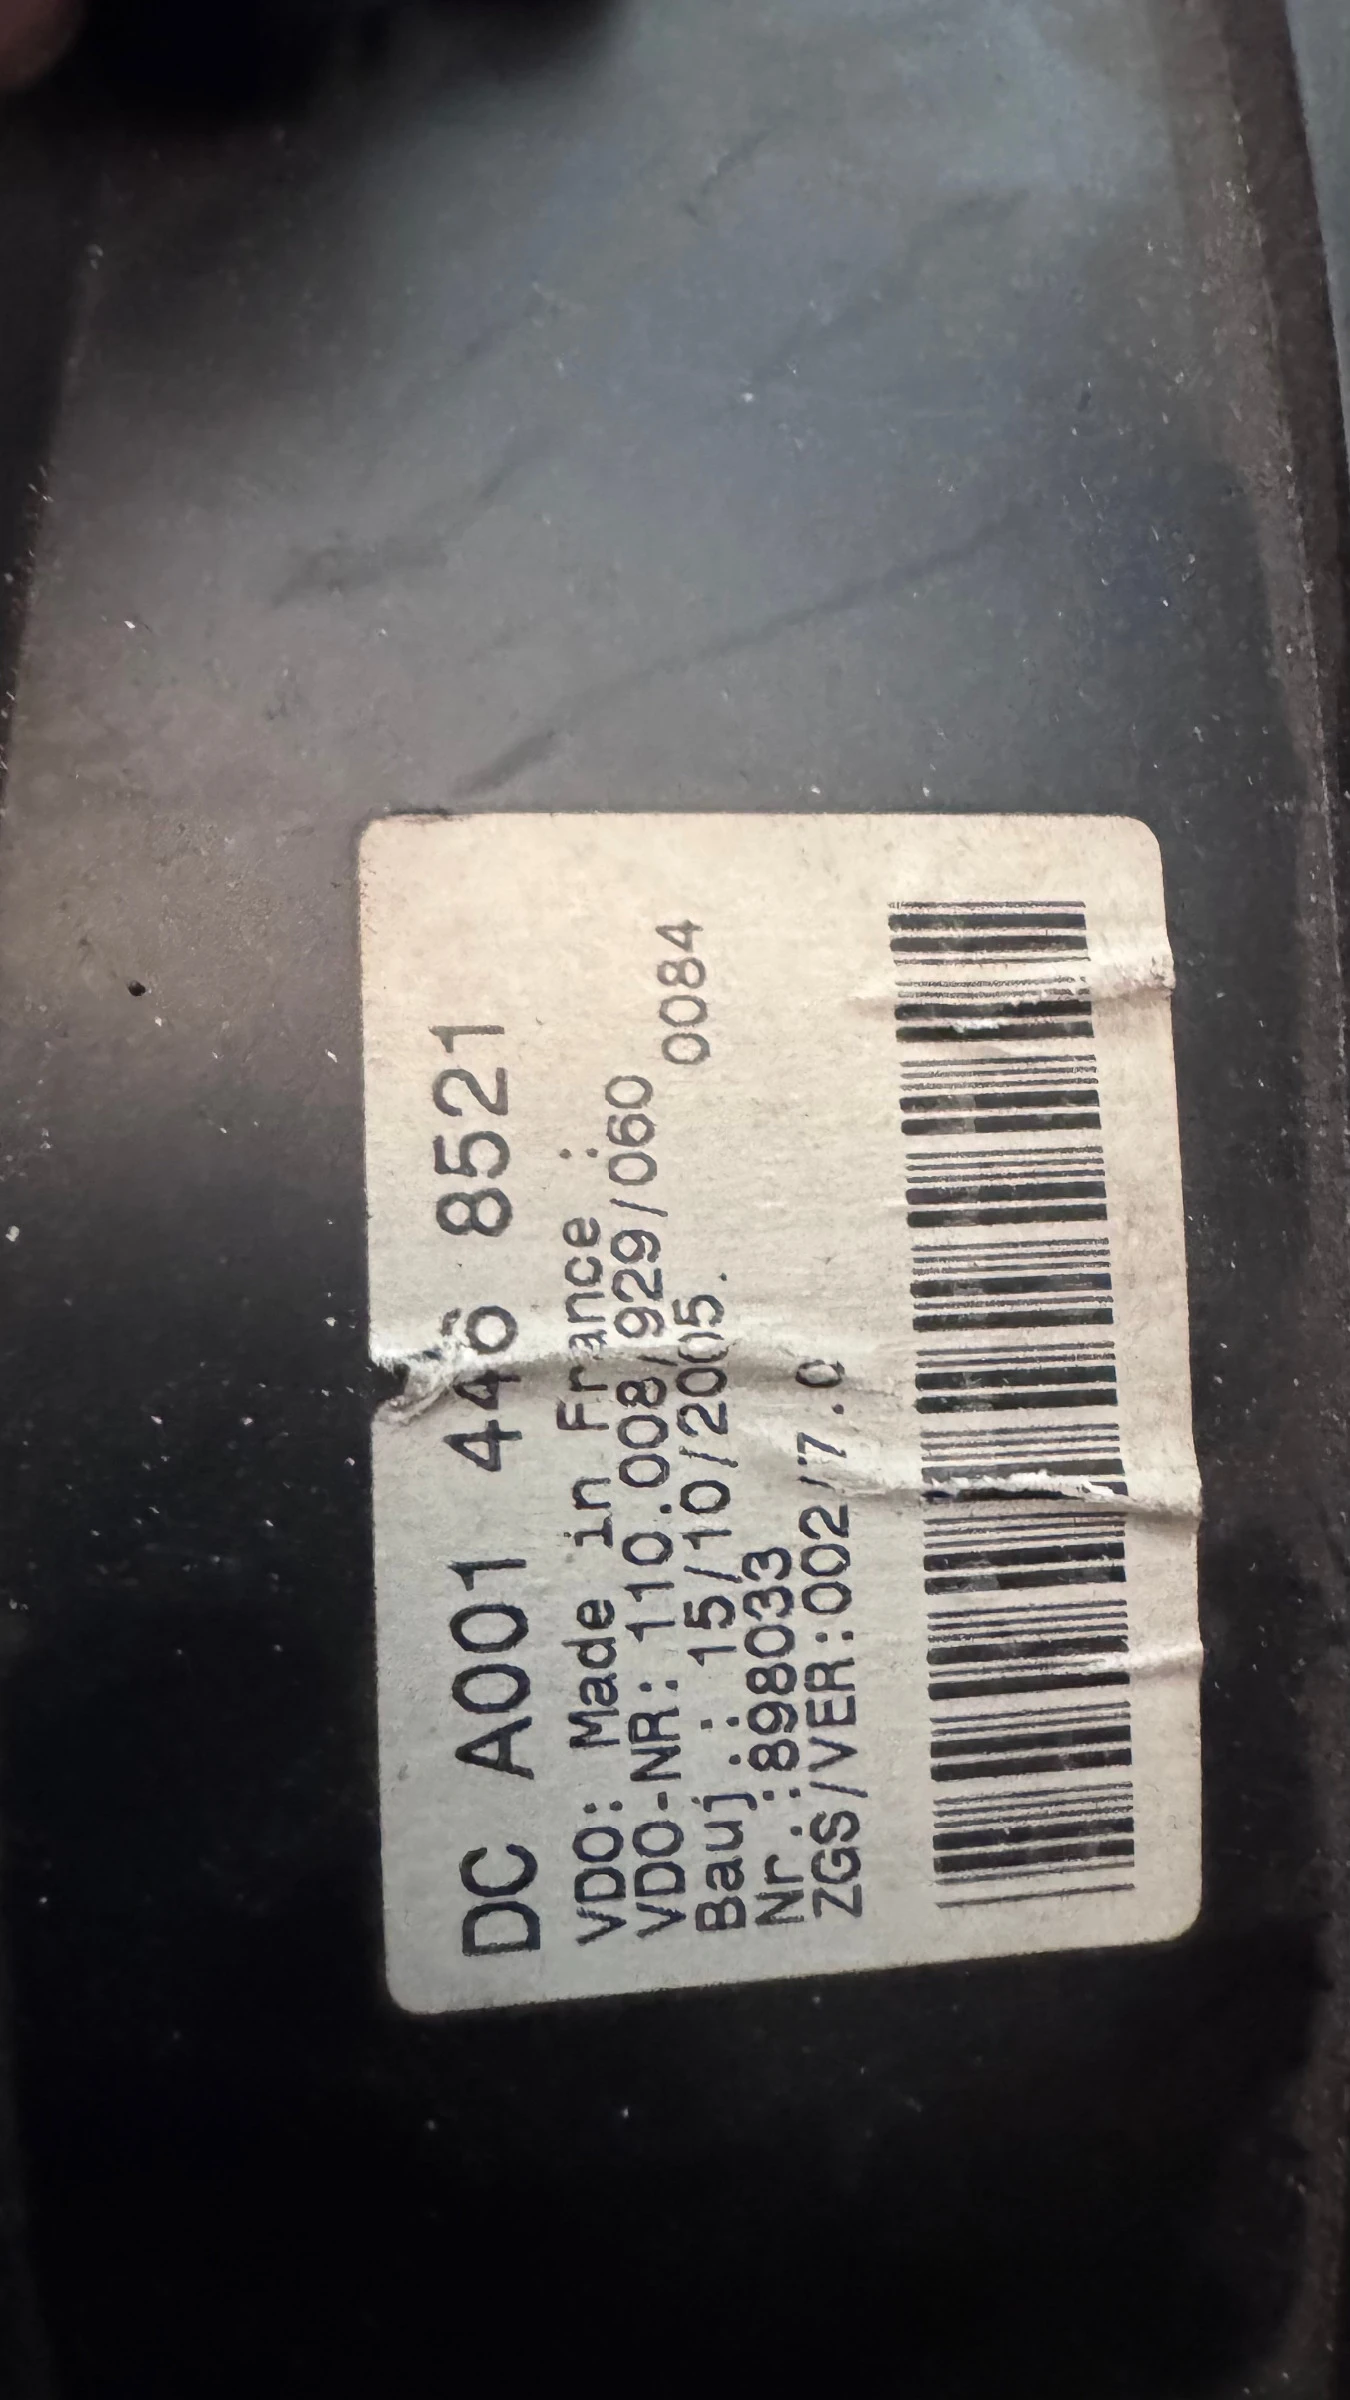 DC A001 446 8521
VDO: Made in France :
VDO-NR: 110.008/929/060
Bauj.: 15/10/2005. 0084
Nr.:898033
ZGS/VER:002/7.0